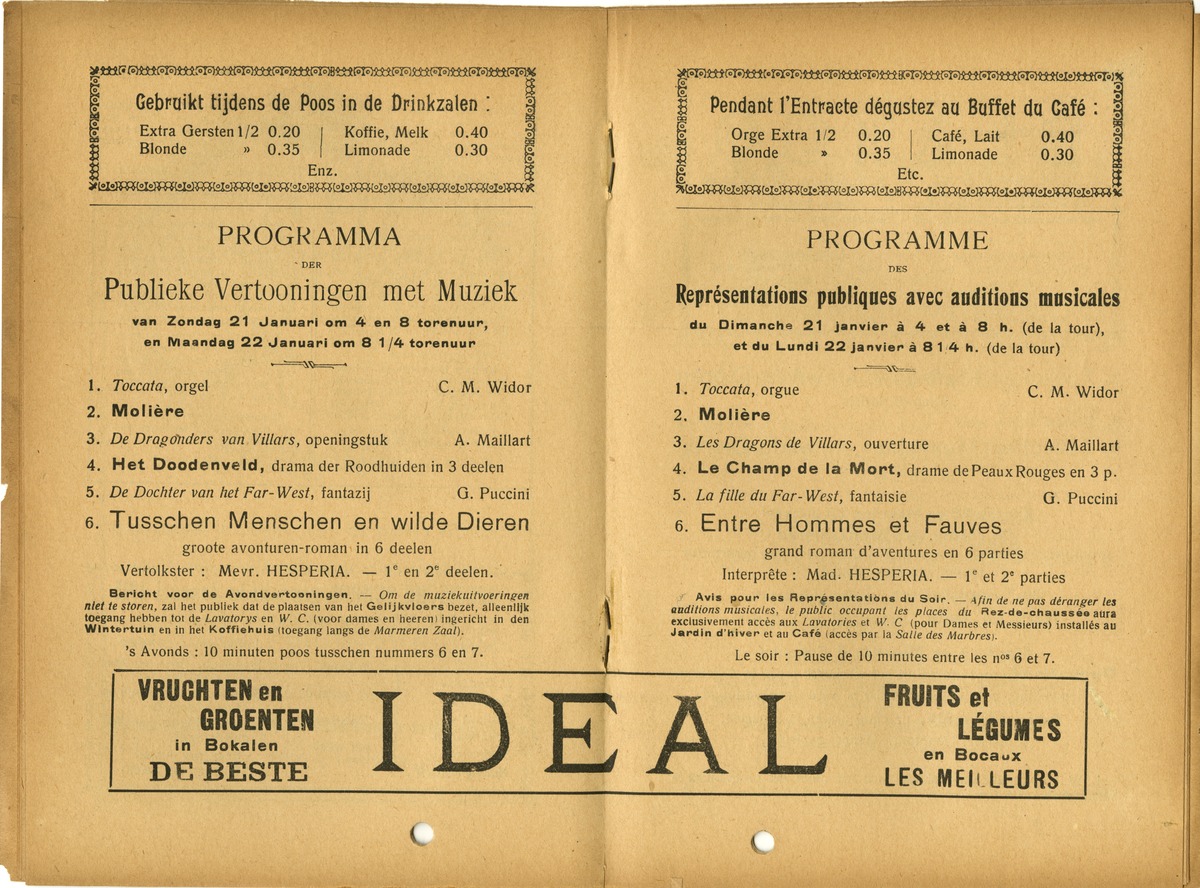 Gebruikt tijdens de Poos in de Drinkzalen :
Extra Gersten 1/2 0.20 | Koffie, Melk 0.40
Blonde » 0.35 | Limonade 0.30
Enz.
PROGRAMMA
DER
Publieke Vertooningen met Muziek
van Zondag 21 Januari om 4 en 8 torenuur,
en Maandag 22 Januari om 8 1/4 torenuur
1. Toccata, orgel C. M. Widor
2. Molière
3. De Dragonders van Villars, openingstuk A. Maillart
4. Het Doodenveld, drama der Roodhuiden in 3 deelen
5. De Dochter van het Far-West, fantazij G. Puccini
6. Tusschen Menschen en wilde Dieren
groote avonturen-roman in 6 deelen
Vertolkster : Mevr. HESPERIA. — 1e en 2e deelen.
Bericht voor de Avondvertooningen. — Om de muziekuitvoeringen
niet te storen, zal het publiek dat de plaatsen van het Gelijkvloers bezet, alleenlijk
toegang hebben tot de Lavatorys en W. C. (voor dames en heeren) ingericht in den
Wintertuin en in het Koffiehuis (toegang langs de Marmeren Zaal).
's Avonds : 10 minuten poos tusschen nummers 6 en 7.
Pendant l'Entracte dégustez au Buffet du Café :
Orge Extra 1/2 0.20 | Café, Lait 0.40
Blonde » 0.35 | Limonade 0.30
Etc.
PROGRAMME
DES
Représentations publiques avec auditions musicales
du Dimanche 21 janvier à 4 et à 8 h. (de la tour),
et du Lundi 22 janvier à 8 1 4 h. (de la tour)
1. Toccata, orgue C. M. Widor
2. Molière
3. Les Dragons de Villars, ouverture A. Maillart
4. Le Champ de la Mort, drame de Peaux Rouges en 3 p.
5. La fille du Far-West, fantaisie G. Puccini
6. Entre Hommes et Fauves
grand roman d'aventures en 6 parties
Interprête : Mad. HESPERIA. — 1e et 2e parties
Avis pour les Représentations du Soir. — Afin de ne pas déranger les
auditions musicales, le public occupant les places du Rez-de-chaussée aura
exclusivement accès aux Lavatories et W. C (pour Dames et Messieurs) installés au
Jardin d'hiver et au Café (accès par la Salle des Marbres).
Le soir : Pause de 10 minutes entre les nos 6 et 7.
VRUCHTEN en
GROENTEN
in Bokalen
DE BESTE
IDEAL
FRUITS et
LÉGUMES
en Bocaux
LES MEILLEURS